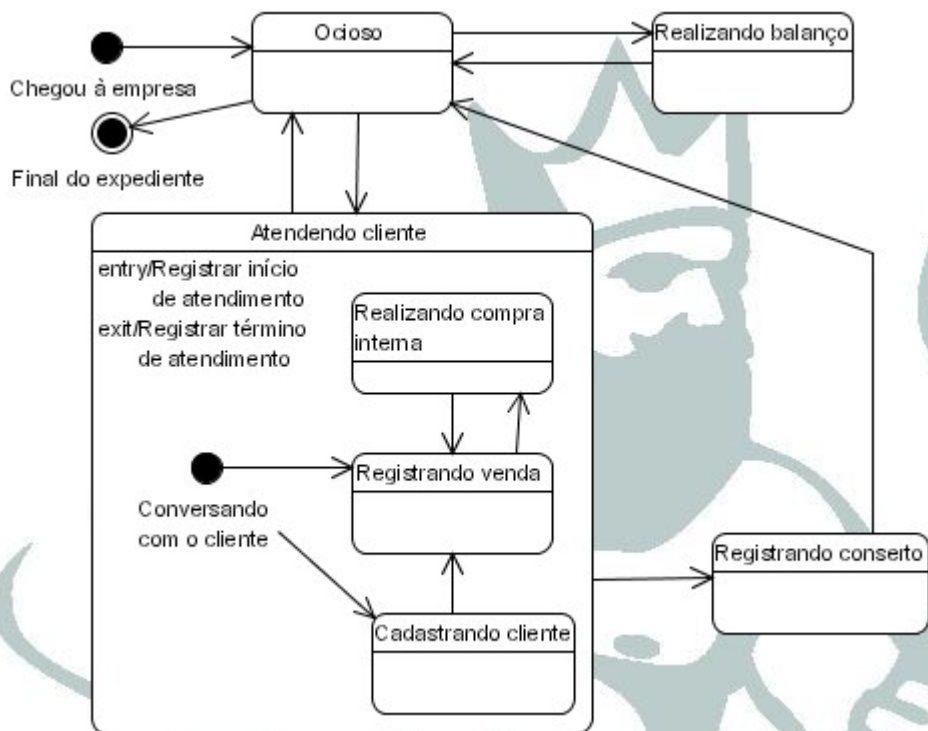 Ocioso
Realizando balanço
Chegou à empresa
Final do expediente
Atendendo cliente
entry/Registrar início
de atendimento
exit/Registrar término
de atendimento
Realizando compra
interna
Registrando venda
Conversando
com o cliente
Registrando conserto
Cadastrando cliente